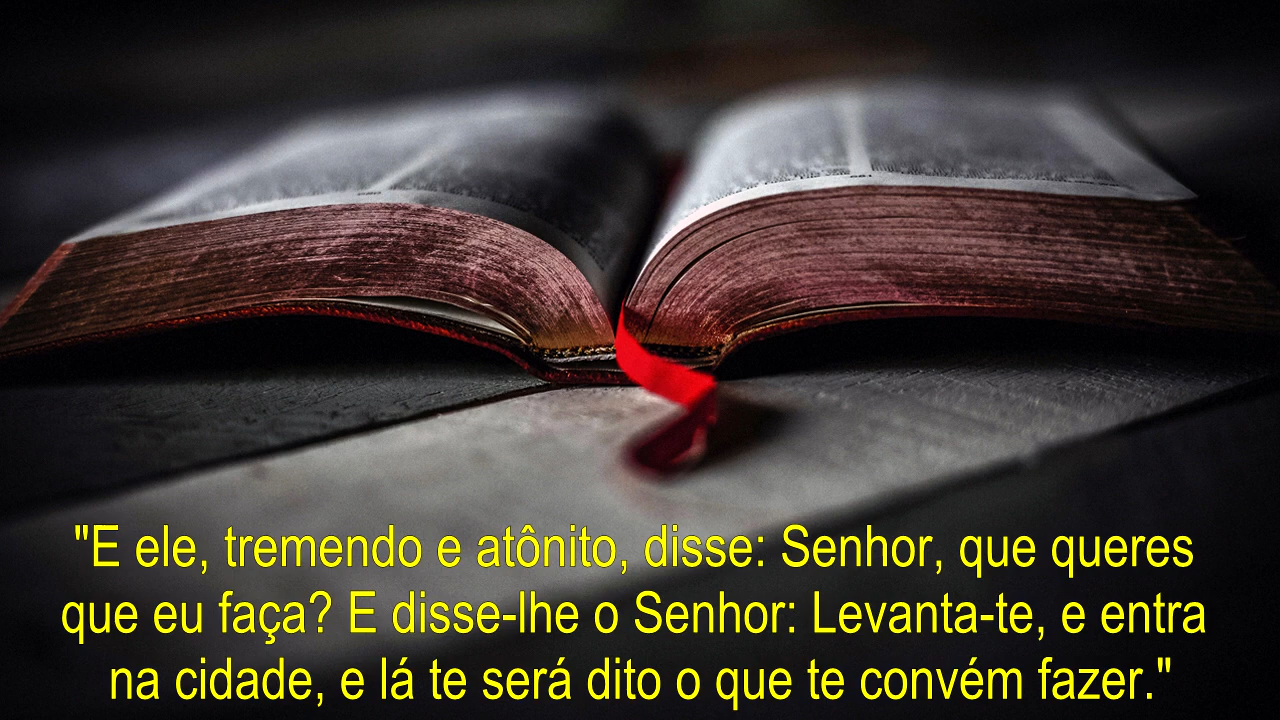 "E ele, tremendo e atônito, disse: Senhor, que queres
que eu faça? E disse-lhe o Senhor: Levanta-te, e entra
na cidade, e lá te será dito o que te convém fazer."